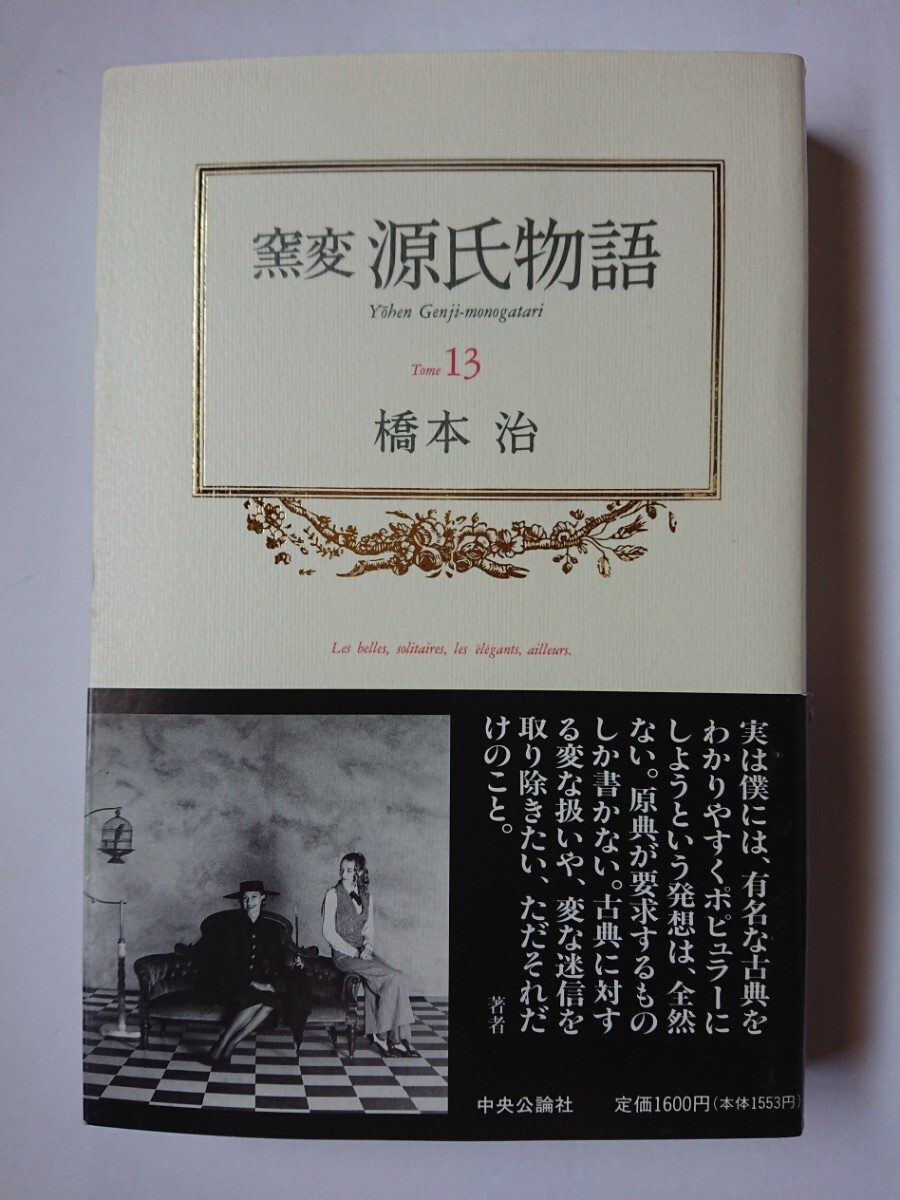 窯変 源氏物語
Yōhen Genji-monogatari
Tome 13
橋本 治
Les belles, solitaires, les élégants, ailleurs.
実は僕には、有名な古典を
わかりやすくポピュラーに
しようという発想は、全然
ない。原典が要求するもの
しか書かない。古典に対す
る変な扱いや、変な迷信を
取り除きたい、ただそれだ
けのこと。
著者
中央公論社 定価1600円(本体1553円)